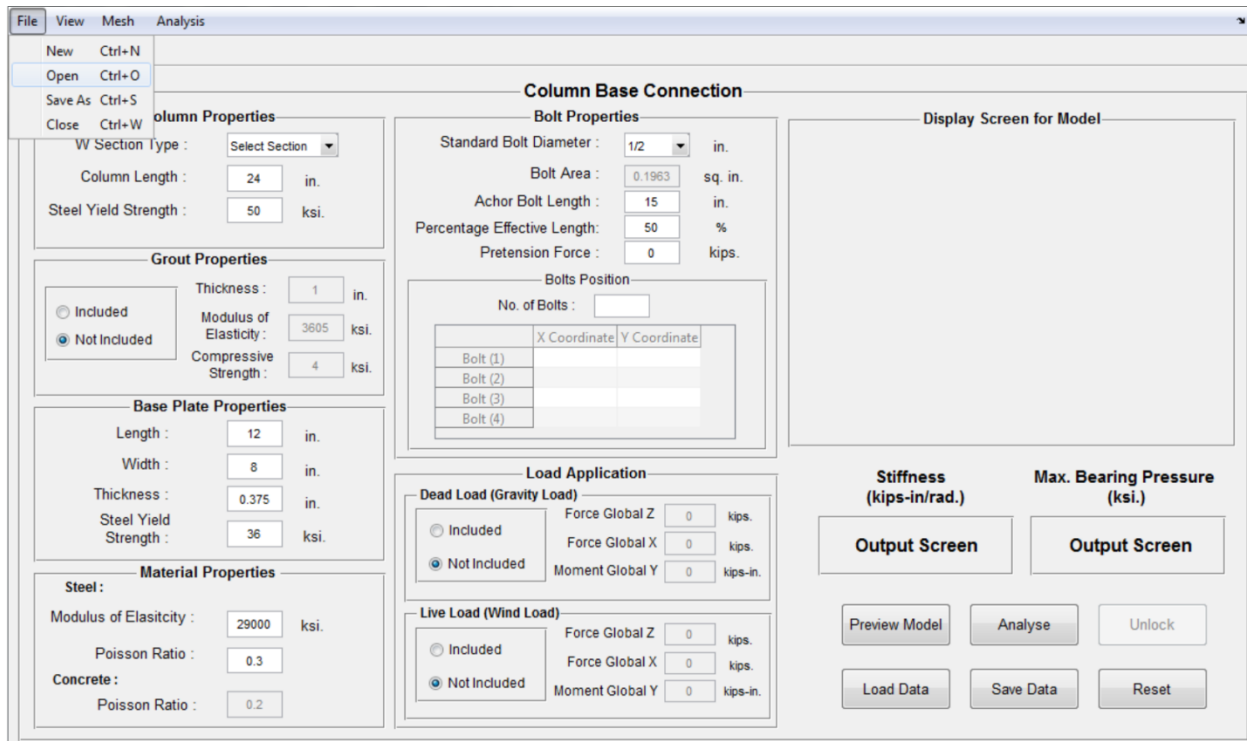 File View Mesh Analysis
New Ctrl+N
Open Ctrl+O
Save As Ctrl+S
Close Ctrl+W
Column Base Connection
olumn Properties
W Section Type : Select Section
Column Length : 24 in.
Steel Yield Strength : 50 ksi.
Grout Properties
Included
Not Included
Thickness : 1 in.
Modulus of
Elasticity : 3605 ksi.
Compressive
Strength : 4 ksi.
Base Plate Properties
Length : 12 in.
Width : 8 in.
Thickness : 0.375 in.
Steel Yield
Strength : 36 ksi.
Material Properties
Steel :
Modulus of Elasitcity : 29000 ksi.
Poisson Ratio : 0.3
Concrete :
Poisson Ratio : 0.2
Bolt Properties
Standard Bolt Diameter : 1/2 in.
Bolt Area : 0.1963 sq. in.
Achor Bolt Length : 15 in.
Percentage Effective Length: 50 %
Pretension Force : 0 kips.
Bolts Position
No. of Bolts :
X Coordinate Y Coordinate
Bolt (1)
Bolt (2)
Bolt (3)
Bolt (4)
Load Application
Dead Load (Gravity Load)
Included
Not Included
Force Global Z 0 kips.
Force Global X 0 kips.
Moment Global Y 0 kips-in.
Live Load (Wind Load)
Included
Not Included
Force Global Z 0 kips.
Force Global X 0 kips.
Moment Global Y 0 kips-in.
Display Screen for Model
Stiffness
(kips-in/rad.)
Output Screen
Max. Bearing Pressure
(ksi.)
Output Screen
Preview Model Analyse Unlock
Load Data Save Data Reset